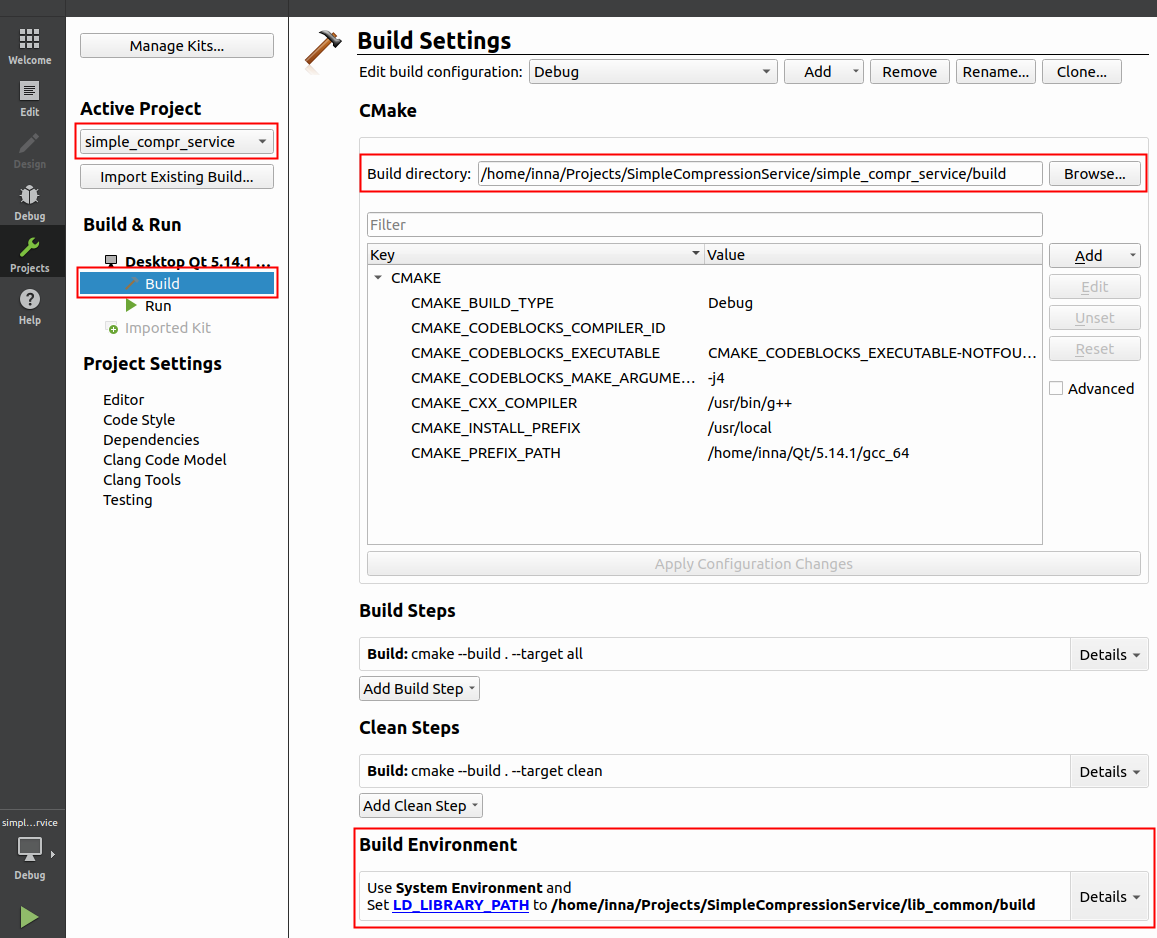 Welcome
Edit
Design
Debug
Projects
Help
simpl...rvice
Debug
Manage Kits...
Active Project
simple_compr_service
Import Existing Build...
Build & Run
Desktop Qt 5.14.1 ...
Build
Run
Imported Kit
Project Settings
Editor
Code Style
Dependencies
Clang Code Model
Clang Tools
Testing
Build Settings
Edit build configuration: Debug Add Remove Rename... Clone...
CMake
Build directory: /home/inna/Projects/SimpleCompressionService/simple_compr_service/build Browse...
Filter
Key Value
Add
CMAKE
Edit
CMAKE_BUILD_TYPE Debug
Unset
CMAKE_CODEBLOCKS_COMPILER_ID
Reset
CMAKE_CODEBLOCKS_EXECUTABLE CMAKE_CODEBLOCKS_EXECUTABLE-NOTFOU...
CMAKE_CODEBLOCKS_MAKE_ARGUME... -j4
Advanced
CMAKE_CXX_COMPILER /usr/bin/g++
CMAKE_INSTALL_PREFIX /usr/local
CMAKE_PREFIX_PATH /home/inna/Qt/5.14.1/gcc_64
Apply Configuration Changes
Build Steps
Build: cmake --build . --target all Details
Add Build Step
Clean Steps
Build: cmake --build . --target clean Details
Add Clean Step
Build Environment
Use System Environment and
Set LD_LIBRARY_PATH to /home/inna/Projects/SimpleCompressionService/lib_common/build
Details